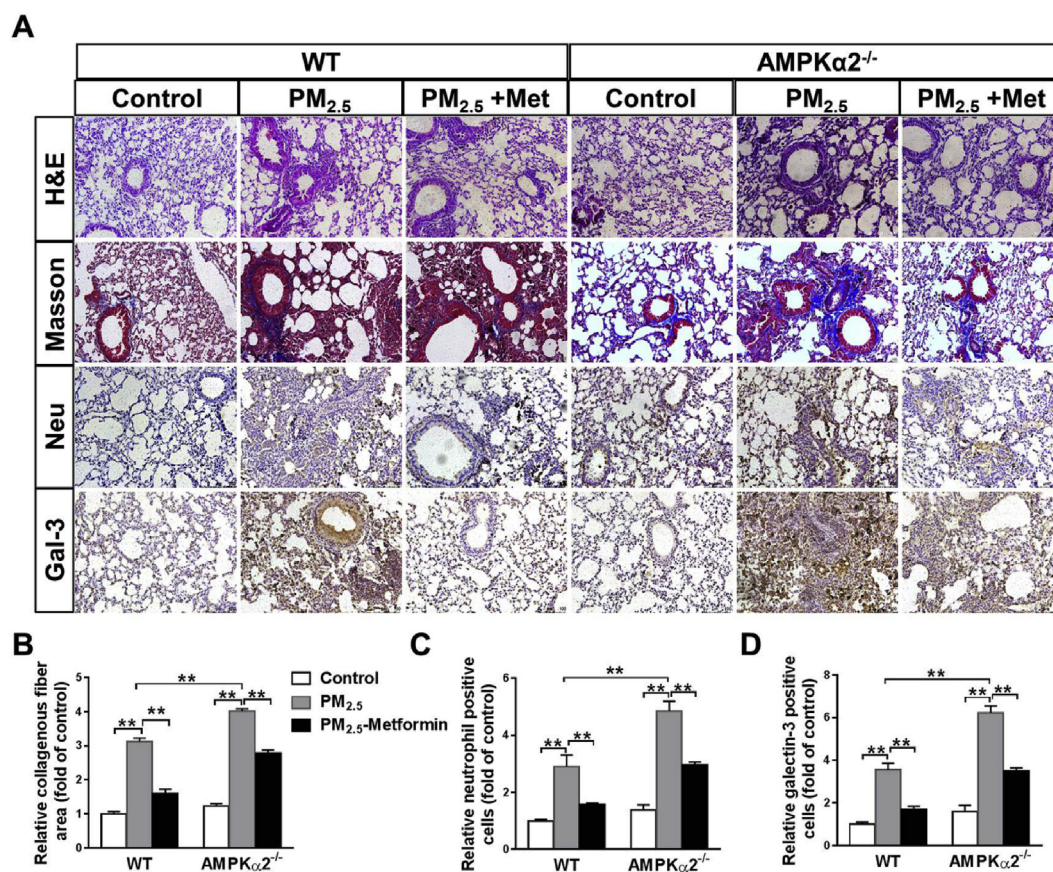 A
WT AMPKα2-/-
Control PM2.5 PM2.5 +Met Control PM2.5 PM2.5 +Met
H&E
Masson
Neu
Gal-3
B
Relative collagenous fiber
area (fold of control)
5
4
3
2
1
0
** ** ** ** **
WT AMPKα2-/-
Control
PM2.5
PM2.5-Metformin
C
Relative neutrophil positive
cells (fold of control)
6
4
2
0
** ** ** ** **
WT AMPKα2-/-
D
Relative galectin-3 positive
cells (fold of control)
8
6
4
2
0
** ** ** ** **
WT AMPKα2-/-